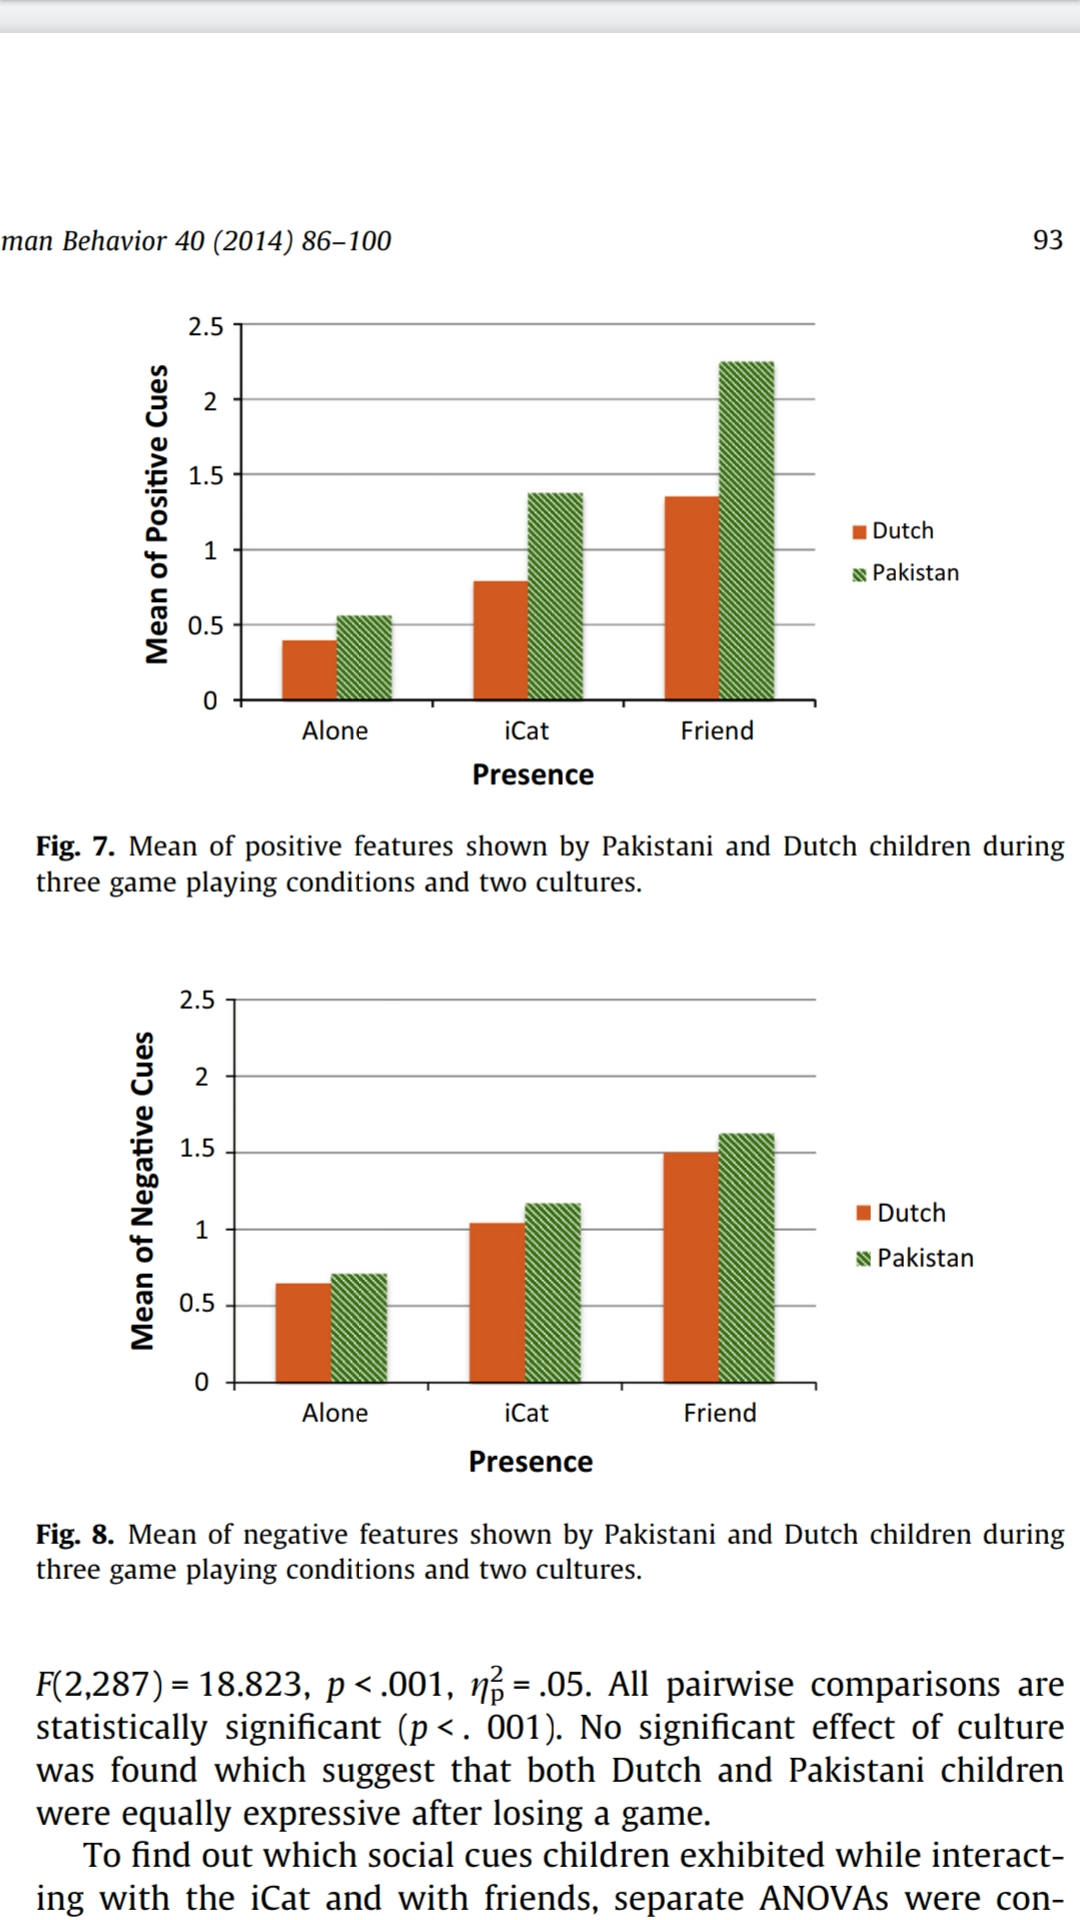 man Behavior 40 (2014) 86–100
93
2.5
2
1.5
1
0.5
0
Mean of Positive Cues
Alone
iCat
Friend
Presence
Dutch
Pakistan
Fig. 7. Mean of positive features shown by Pakistani and Dutch children during
three game playing conditions and two cultures.
2.5
2
1.5
1
0.5
0
Mean of Negative Cues
Alone
iCat
Friend
Presence
Dutch
Pakistan
Fig. 8. Mean of negative features shown by Pakistani and Dutch children during
three game playing conditions and two cultures.
F(2,287) = 18.823, p < .001, η²p = .05. All pairwise comparisons are
statistically significant (p < . 001). No significant effect of culture
was found which suggest that both Dutch and Pakistani children
were equally expressive after losing a game.
To find out which social cues children exhibited while interact-
ing with the iCat and with friends, separate ANOVAs were con-